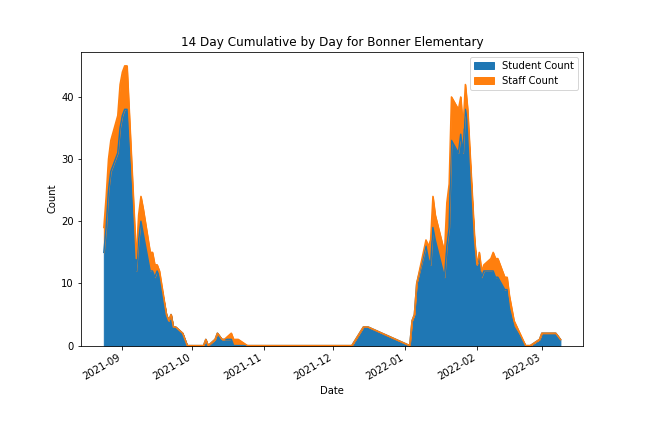 14 Day Cumulative by Day for Bonner Elementary
Student Count
Staff Count
40
30
20
10
0
Count
2021-09
2021-10
2021-11
2021-12
2022-01
2022-02
2022-03
Date